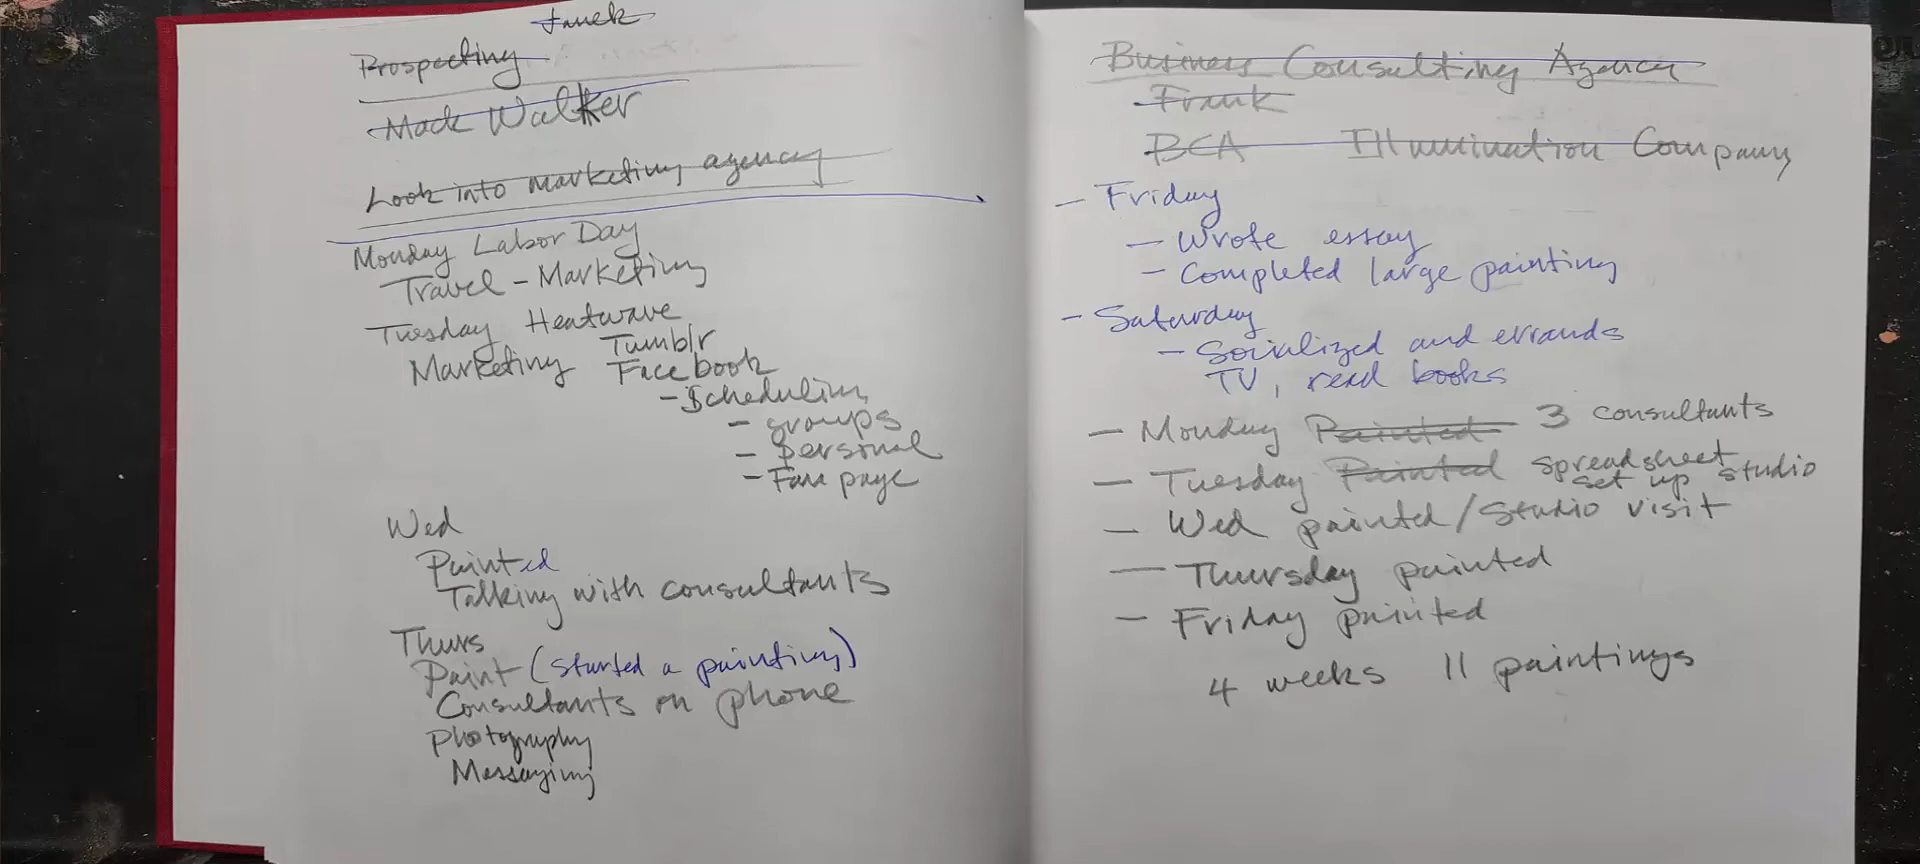 Prospecting
Mack Walker
Look into marketing agency
Monday Labor Day
Travel - Marketing
Tuesday Heatwave
Marketing Tumblr
Facebook
- Scheduling
- groups
- personal
- Fan page
Wed
Painted
Talking with consultants
Thurs
Paint (started a painting)
Consultants on phone
Photography
Messaging
Business Consulting Agency
Frank
BCA Illumination Company
- Friday
- Wrote essay
- Completed large painting
- Saturday
- Socialized and errands
TV, read books
- Monday Painted 3 consultants
- Tuesday Painted spreadsheet
set up studio
- Wed painted/studio visit
- Thursday painted
- Friday painted
4 weeks 11 paintings